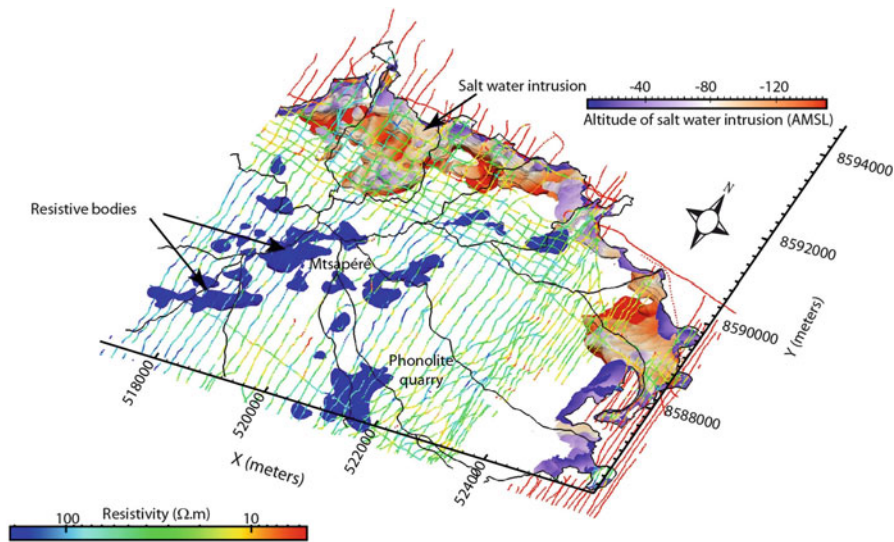 Salt water intrusion
-40 -80 -120
Altitude of salt water intrusion (AMSL)
N
Resistive bodies
Mtsapéré
Phonolite
quarry
8594000
8592000
8590000
8588000
Y (meters)
518000
520000
522000
524000
X (meters)
Resistivity (Ω.m)
100 10